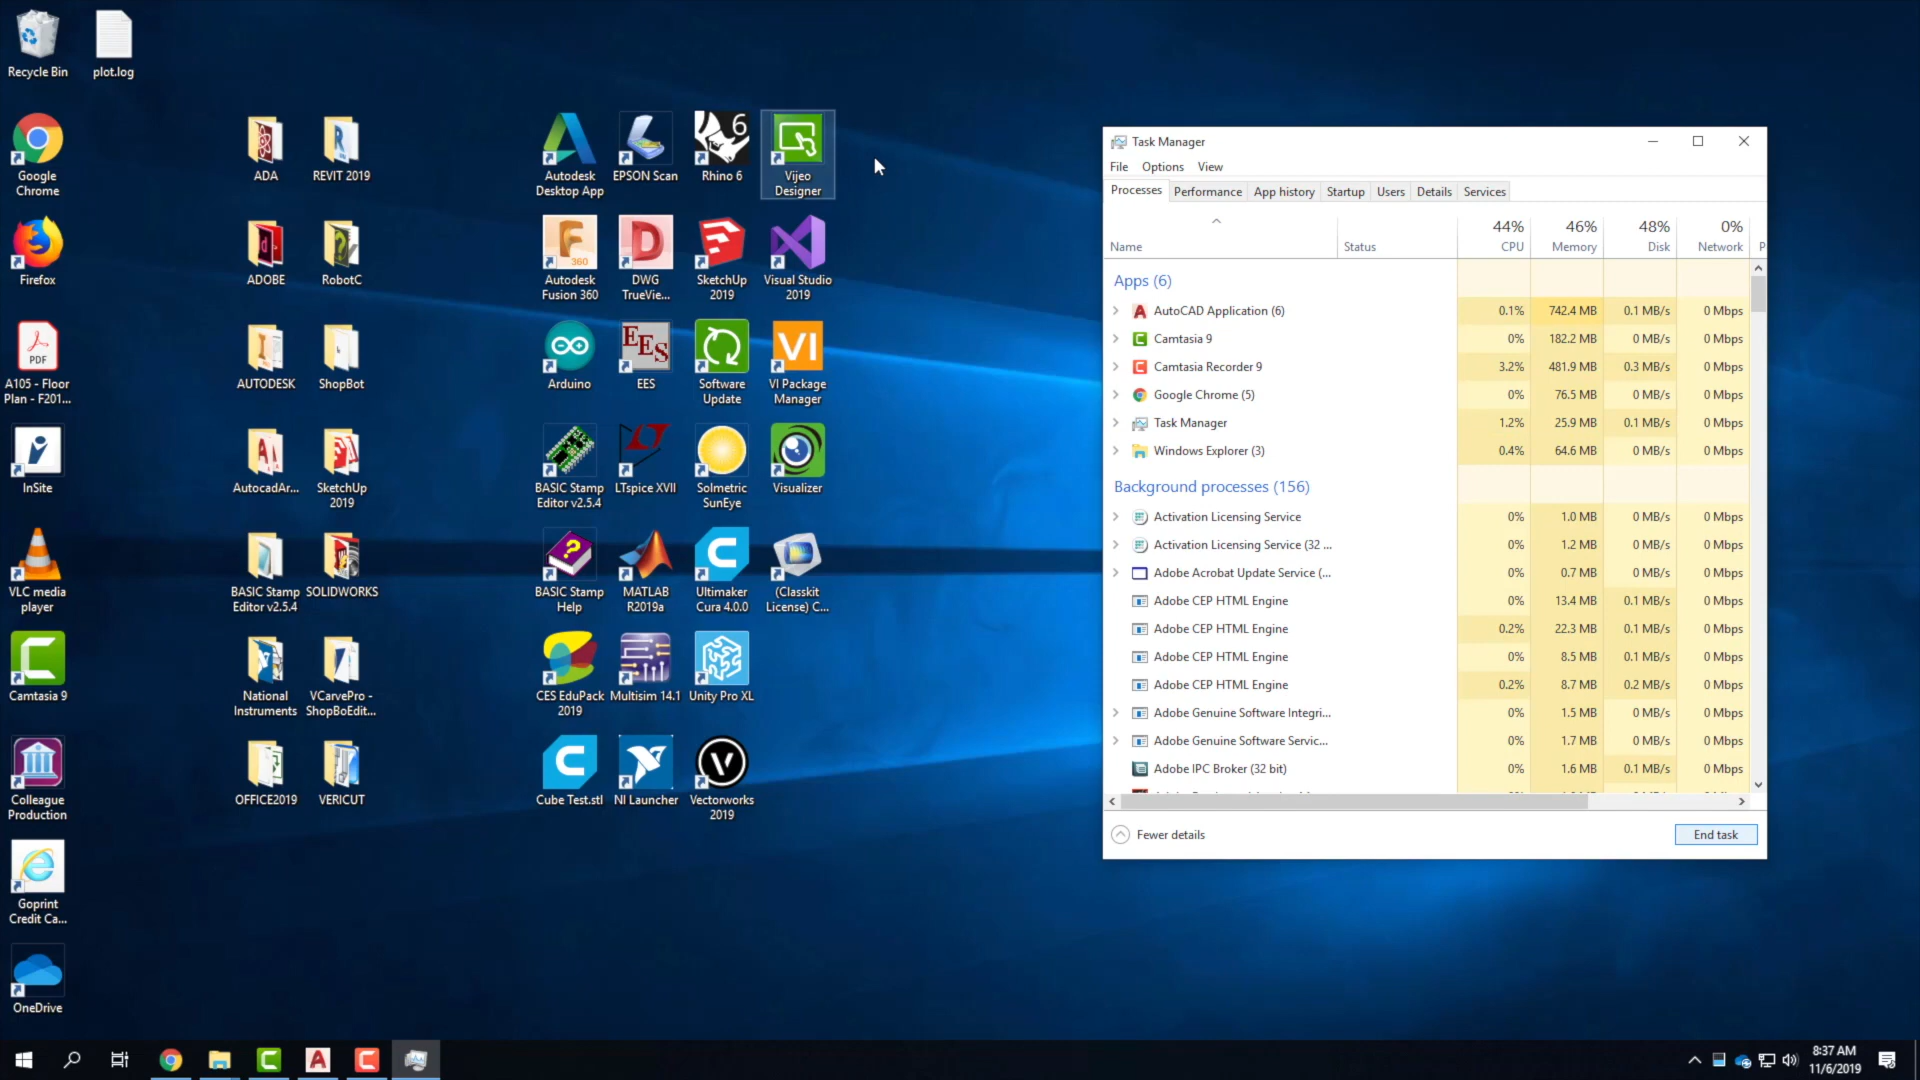 Recycle Bin
plot.log
Google
Chrome
ADA
REVIT 2019
Autodesk
Desktop App
EPSON Scan
6
Rhino 6
Vijeo
Designer
Firefox
ADOBE
RobotC
360
Autodesk
Fusion 360
DWG
TrueVie...
SketchUp
2019
Visual Studio
2019
PDF
A105 - Floor
Plan - F201...
AUTODESK
ShopBot
Arduino
EES
EES
Software
Update
VI
VI Package
Manager
InSite
AutocadAr...
SketchUp
2019
BASIC Stamp
Editor v2.5.4
LTspice XVII
Solmetric
SunEye
Visualizer
VLC media
player
BASIC Stamp
Editor v2.5.4
SOLIDWORKS
BASIC Stamp
Help
MATLAB
R2019a
Ultimaker
Cura 4.0.0
(Classkit
License) C...
Camtasia 9
National
Instruments
VCarvePro -
ShopBoEdit...
CES EduPack
2019
Multisim 14.1
Unity Pro XL
Colleague
Production
OFFICE2019
VERICUT
Cube Test.stl
NI Launcher
Vectorworks
2019
Goprint
Credit Ca...
OneDrive
Task Manager
File Options View
Processes Performance App history Startup Users Details Services
44% 46% 48% 0%
Name Status CPU Memory Disk Network P
Apps (6)
AutoCAD Application (6) 0.1% 742.4 MB 0.1 MB/s 0 Mbps
Camtasia 9 0% 182.2 MB 0 MB/s 0 Mbps
Camtasia Recorder 9 3.2% 481.9 MB 0.3 MB/s 0 Mbps
Google Chrome (5) 0% 76.5 MB 0 MB/s 0 Mbps
Task Manager 1.2% 25.9 MB 0.1 MB/s 0 Mbps
Windows Explorer (3) 0.4% 64.6 MB 0 MB/s 0 Mbps
Background processes (156)
Activation Licensing Service 0% 1.0 MB 0 MB/s 0 Mbps
Activation Licensing Service (32 ... 0% 1.2 MB 0 MB/s 0 Mbps
Adobe Acrobat Update Service (... 0% 0.7 MB 0 MB/s 0 Mbps
Adobe CEP HTML Engine 0% 13.4 MB 0.1 MB/s 0 Mbps
Adobe CEP HTML Engine 0.2% 22.3 MB 0.1 MB/s 0 Mbps
Adobe CEP HTML Engine 0% 8.5 MB 0.1 MB/s 0 Mbps
Adobe CEP HTML Engine 0.2% 8.7 MB 0.2 MB/s 0 Mbps
Adobe Genuine Software Integri... 0% 1.5 MB 0 MB/s 0 Mbps
Adobe Genuine Software Servic... 0% 1.7 MB 0 MB/s 0 Mbps
Adobe IPC Broker (32 bit) 0% 1.6 MB 0.1 MB/s 0 Mbps
Fewer details
End task
8:37 AM
11/6/2019